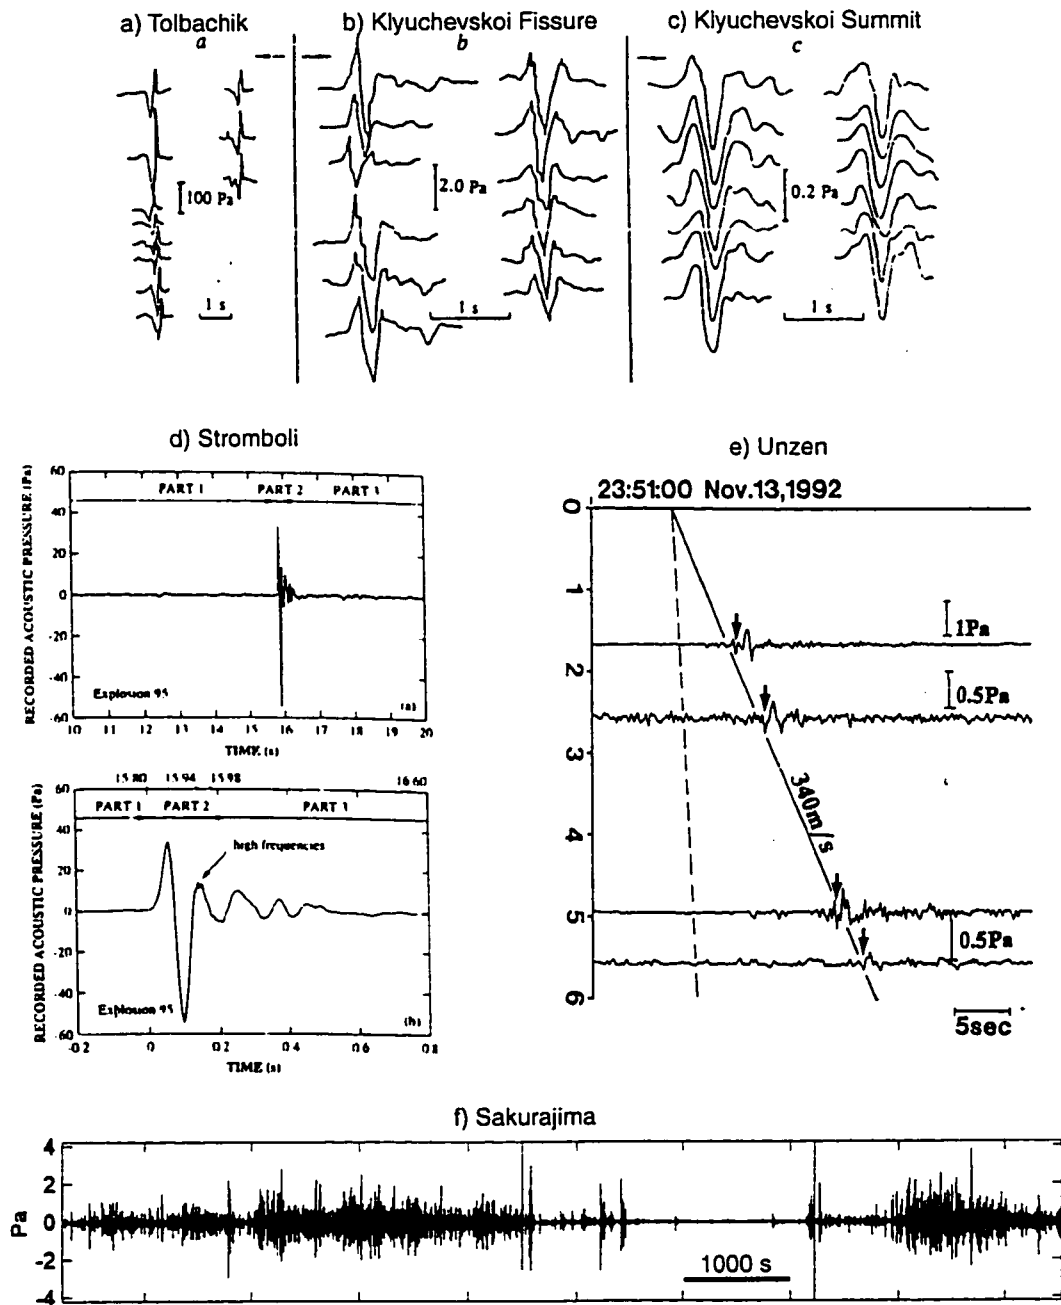 a) Tolbachik
a
b) Klyuchevskoi Fissure
b
c) Klyuchevskoi Summit
c
100 Pa
1 s
2.0 Pa
1 s
0.2 Pa
1 s
d) Stromboli
RECORDED ACOUSTIC PRESSURE (Pa)
60
40
20
0
-20
-40
-60
PART 1
PART 2
PART 3
Explosion 95
(a)
10 11 12 13 14 15 16 17 18 19 20
TIME (s)
15.80 15.94 15.98 16.60
RECORDED ACOUSTIC PRESSURE (Pa)
60
40
20
0
-20
-40
-60
PART 1
PART 2
PART 3
high frequencies
Explosion 95
(b)
-0.2 0 0.2 0.4 0.6 0.8
TIME (s)
e) Unzen
23:51:00 Nov.13,1992
0
1
2
3
4
5
6
1Pa
0.5Pa
340m/s
0.5Pa
5sec
f) Sakurajima
Pa
4
2
0
-2
-4
1000 s